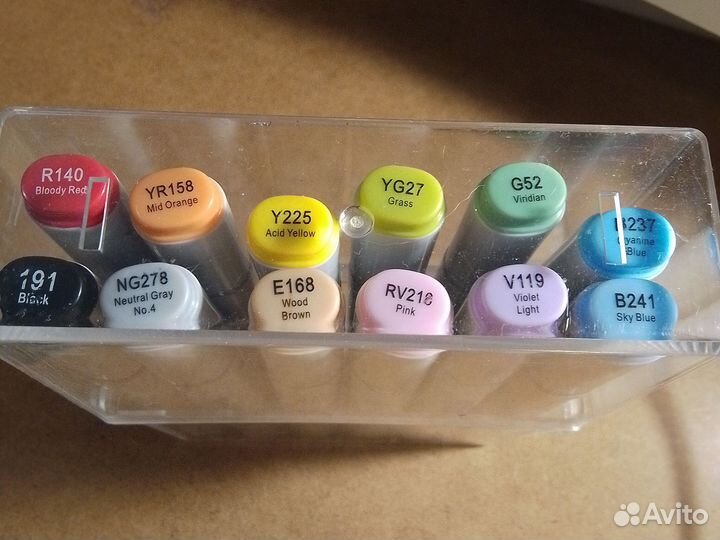 R140
Bloody Red
YR158
Mid Orange
Y225
Acid Yellow
YG27
Grass
G52
Viridian
B237
Cyanine
Blue
191
Black
NG278
Neutral Gray
No.4
E168
Wood
Brown
RV218
Pink
V119
Violet
Light
B241
Sky Blue
Avito